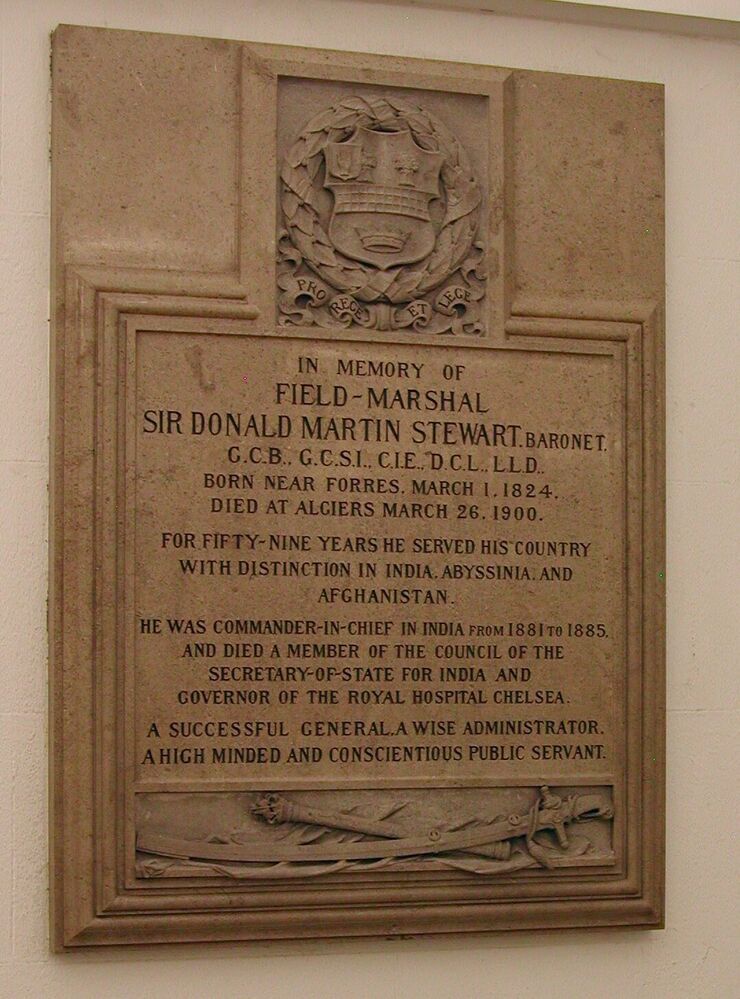 PRO REGE ET LEGE
IN MEMORY OF
FIELD-MARSHAL
SIR DONALD MARTIN STEWART. BARONET.
G.C.B., G.C.S.I., C.I.E., D.C.L., L.L.D.,
BORN NEAR FORRES, MARCH 1, 1824,
DIED AT ALGIERS MARCH 26, 1900.
FOR FIFTY-NINE YEARS HE SERVED HIS COUNTRY
WITH DISTINCTION IN INDIA, ABYSSINIA, AND
AFGHANISTAN.
HE WAS COMMANDER-IN-CHIEF IN INDIA FROM 1881 TO 1885,
AND DIED A MEMBER OF THE COUNCIL OF THE
SECRETARY-OF-STATE FOR INDIA AND
GOVERNOR OF THE ROYAL HOSPITAL CHELSEA.
A SUCCESSFUL GENERAL, A WISE ADMINISTRATOR,
A HIGH MINDED AND CONSCIENTIOUS PUBLIC SERVANT.